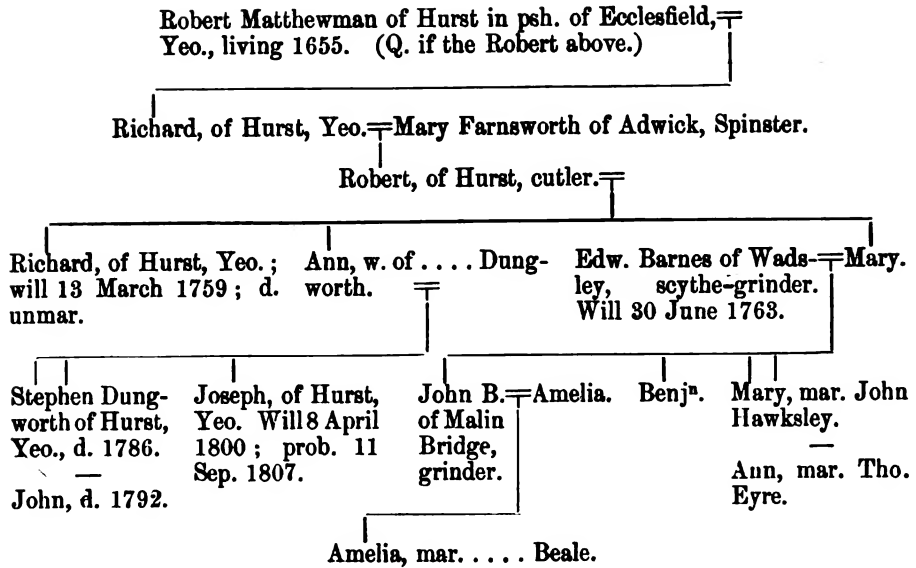 Robert Matthewman of Hurst in psh. of Ecclesfield,
Yeo., living 1655. (Q. if the Robert above.)
Richard, of Hurst, Yeo.
Mary Farnsworth of Adwick, Spinster.
Robert, of Hurst, cutler.
Richard, of Hurst, Yeo. ;
will 13 March 1759 ; d.
unmar.
Ann, w. of . . . . Dung-
worth.
Edw. Barnes of Wads-
ley, scythe-grinder.
Will 30 June 1763.
Mary.
Stephen Dung-
worth of Hurst,
Yeo., d. 1786.
—
John, d. 1792.
Joseph, of Hurst,
Yeo. Will 8 April
1800 ; prob. 11
Sep. 1807.
John B.
of Malin
Bridge,
grinder.
Amelia.
Benjⁿ.
Mary, mar. John
Hawksley.
—
Ann, mar. Tho.
Eyre.
Amelia, mar. . . . . . Beale.